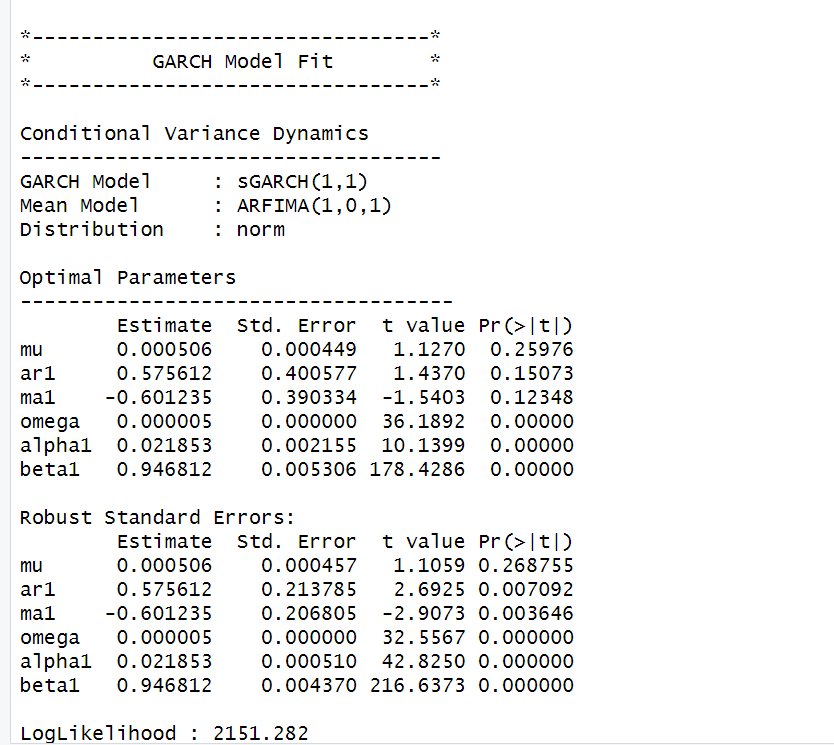 *---------------------------------*
*          GARCH Model Fit        *
*---------------------------------*
Conditional Variance Dynamics
-----------------------------------
GARCH Model     : sGARCH(1,1)
Mean Model      : ARFIMA(1,0,1)
Distribution    : norm
Optimal Parameters
------------------------------------
        Estimate  Std. Error  t value Pr(>|t|)
mu      0.000506    0.000449   1.1270  0.25976
ar1     0.575612    0.400577   1.4370  0.15073
ma1    -0.601235    0.390334  -1.5403  0.12348
omega   0.000005    0.000000  36.1892  0.00000
alpha1  0.021853    0.002155  10.1399  0.00000
beta1   0.946812    0.005306 178.4286  0.00000
Robust Standard Errors:
        Estimate  Std. Error  t value Pr(>|t|)
mu      0.000506    0.000457   1.1059 0.268755
ar1     0.575612    0.213785   2.6925 0.007092
ma1    -0.601235    0.206805  -2.9073 0.003646
omega   0.000005    0.000000  32.5567 0.000000
alpha1  0.021853    0.000510  42.8250 0.000000
beta1   0.946812    0.004370 216.6373 0.000000
LogLikelihood : 2151.282